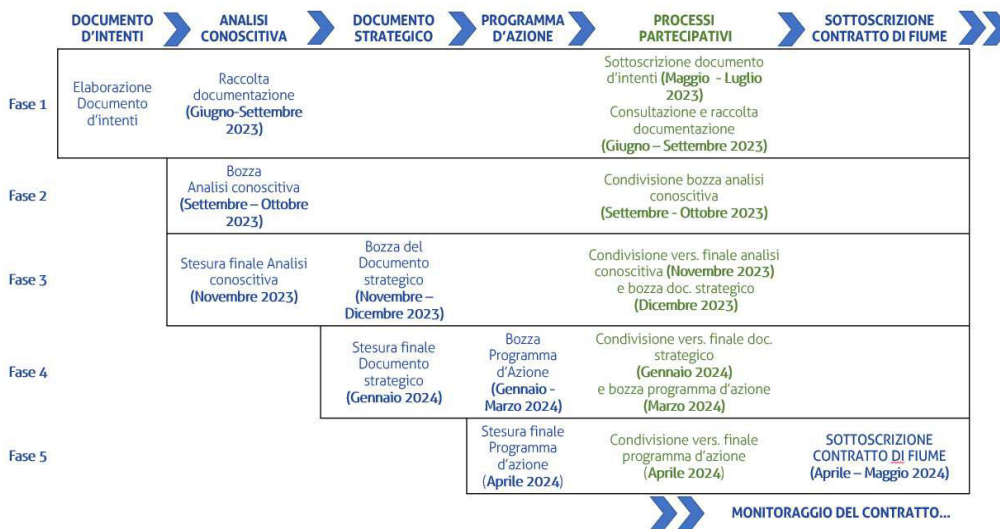 DOCUMENTO
D'INTENTI
ANALISI
CONOSCITIVA
DOCUMENTO
STRATEGICO
PROGRAMMA
D'AZIONE
PROCESSI
PARTECIPATIVI
SOTTOSCRIZIONE
CONTRATTO DI FIUME
Fase 1
Elaborazione
Documento
d'intenti
Raccolta
documentazione
(Giugno-Settembre
2023)
Sottoscrizione documento
d'intenti (Maggio - Luglio
2023)
Consultazione e raccolta
documentazione
(Giugno – Settembre 2023)
Fase 2
Bozza
Analisi conoscitiva
(Settembre – Ottobre
2023)
Condivisione bozza analisi
conoscitiva
(Settembre - Ottobre 2023)
Fase 3
Stesura finale Analisi
conoscitiva
(Novembre 2023)
Bozza del
Documento
strategico
(Novembre –
Dicembre 2023)
Condivisione vers. finale analisi
conoscitiva (Novembre 2023)
e bozza doc. strategico
(Dicembre 2023)
Fase 4
Stesura finale
Documento
strategico
(Gennaio 2024)
Bozza
Programma
d'Azione
(Gennaio -
Marzo 2024)
Condivisione vers. finale doc.
strategico
(Gennaio 2024)
e bozza programma d'azione
(Marzo 2024)
Fase 5
Stesura finale
Programma
d'azione
(Aprile 2024)
Condivisione vers. finale
programma d'azione
(Aprile 2024)
SOTTOSCRIZIONE
CONTRATTO DI FIUME
(Aprile – Maggio 2024)
MONITORAGGIO DEL CONTRATTO...